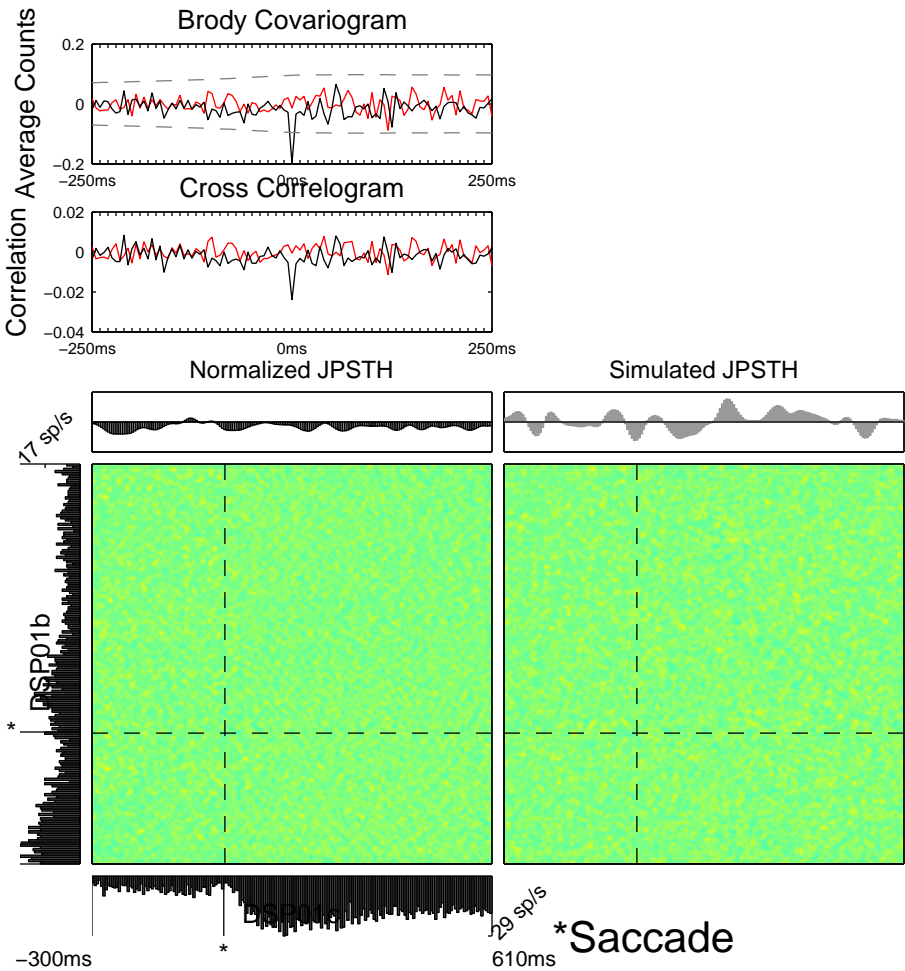 Brody Covariogram
Average Counts
0.2
0
−0.2
−250ms
0ms
250ms
Cross Correlogram
Correlation
0.02
0
−0.02
−0.04
−250ms
0ms
250ms
Normalized JPSTH
Simulated JPSTH
17 sp/s
DSP01b
*
*
29 sp/s
*Saccade
−300ms
610ms